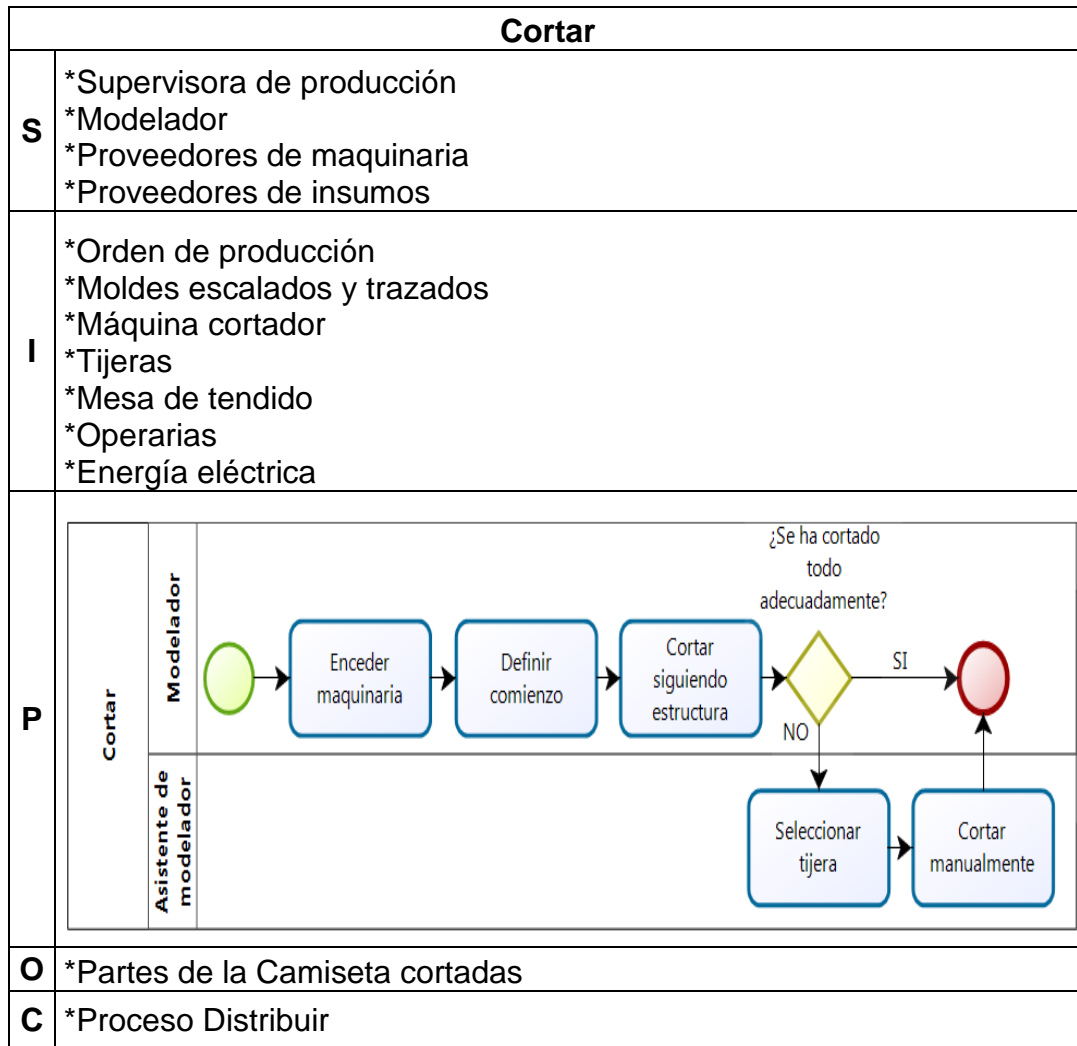 Cortar
S
*Supervisora de producción
*Modelador
*Proveedores de maquinaria
*Proveedores de insumos
I
*Orden de producción
*Moldes escalados y trazados
*Máquina cortador
*Tijeras
*Mesa de tendido
*Operarias
*Energía eléctrica
P
Cortar
Modelador
Enceder
maquinaria
Definir
comienzo
Cortar
siguiendo
estructura
¿Se ha cortado
todo
adecuadamente?
SI
NO
Asistente de
modelador
Seleccionar
tijera
Cortar
manualmente
O
*Partes de la Camiseta cortadas
C
*Proceso Distribuir